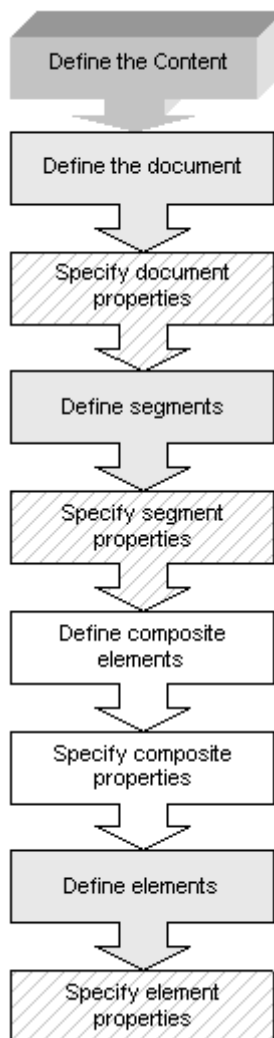 Define the Content
Define the document
Specify document
properties
Define segments
Specify segment
properties
Define composite
elements
Specify composite
properties
Define elements
Specify element
properties